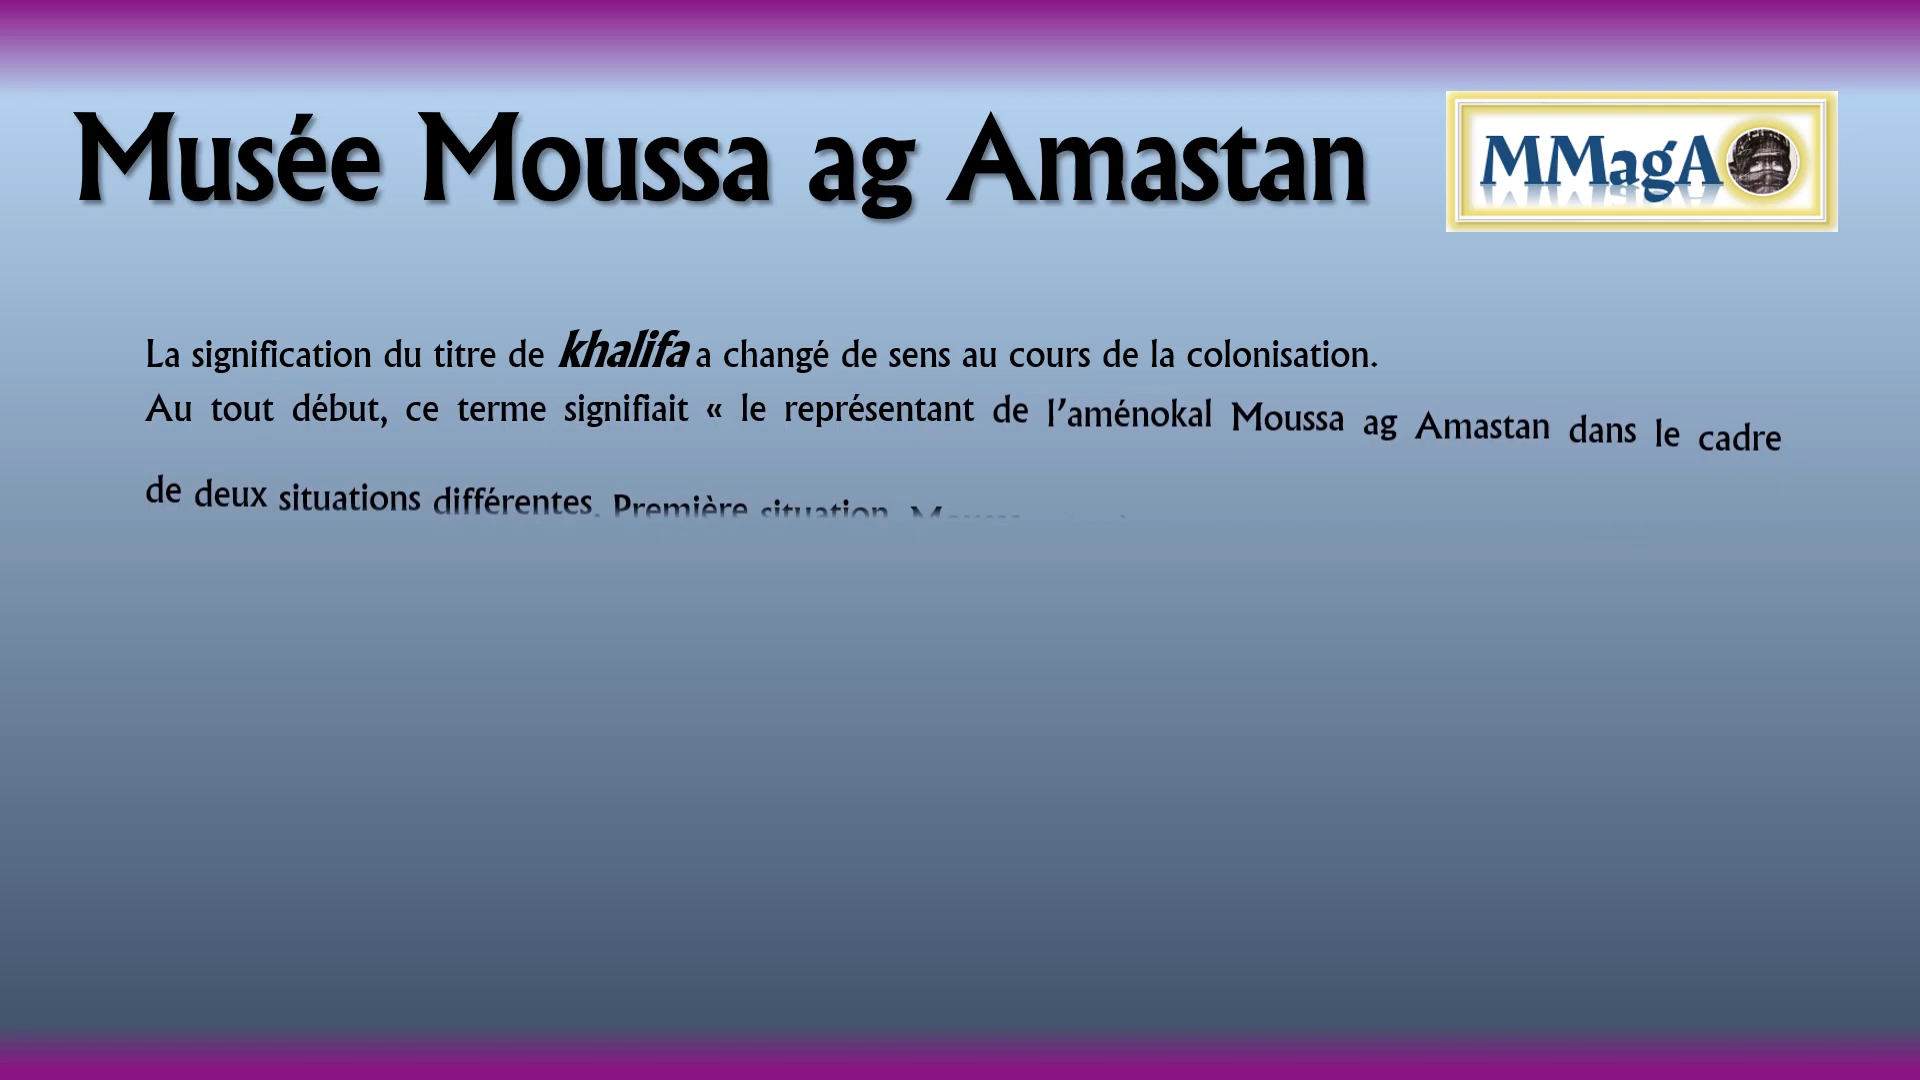 Musée Moussa ag Amastan
MMagA
La signification du titre de khalifa a changé de sens au cours de la colonisation.
Au tout début, ce terme signifiait « le représentant de l’aménokal Moussa ag Amastan dans le cadre
de deux situations différentes. Première situation